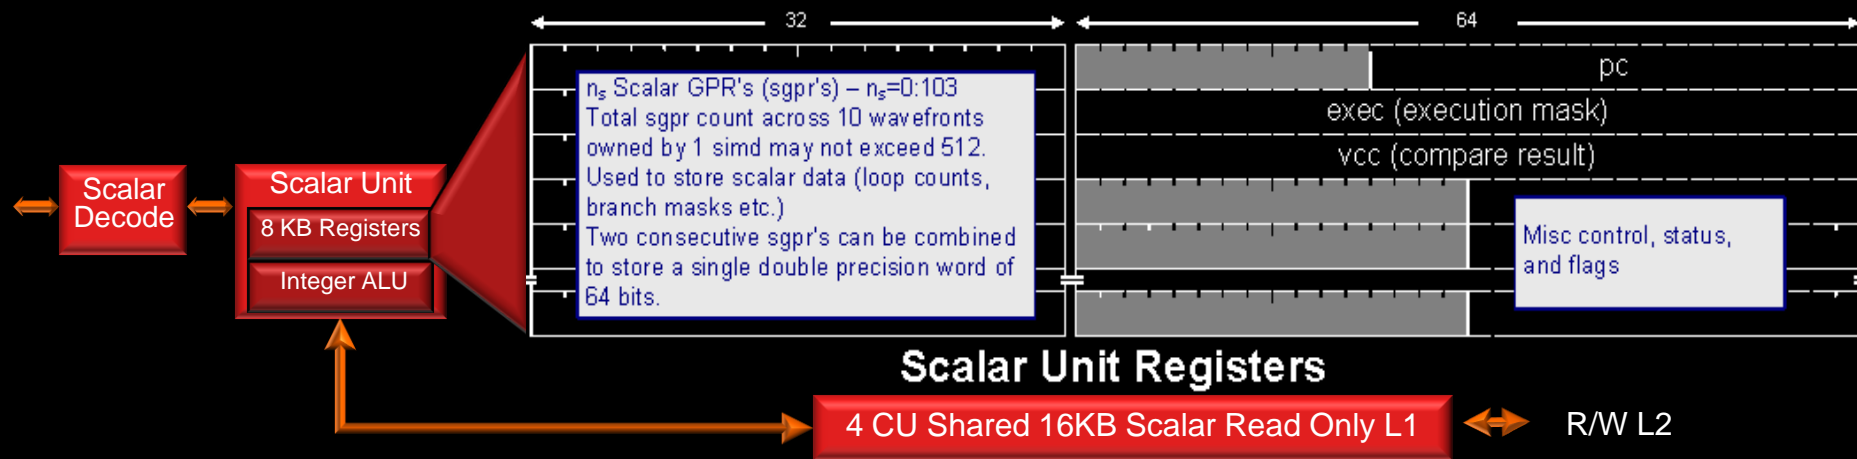 32
64
Scalar
Decode
Scalar Unit
8 KB Registers
Integer ALU
nₛ Scalar GPR's (sgpr's) – nₛ=0:103
Total sgpr count across 10 wavefronts
owned by 1 simd may not exceed 512.
Used to store scalar data (loop counts,
branch masks etc.)
Two consecutive sgpr's can be combined
to store a single double precision word of
64 bits.
pc
exec (execution mask)
vcc (compare result)
Misc control, status,
and flags
Scalar Unit Registers
4 CU Shared 16KB Scalar Read Only L1
R/W L2